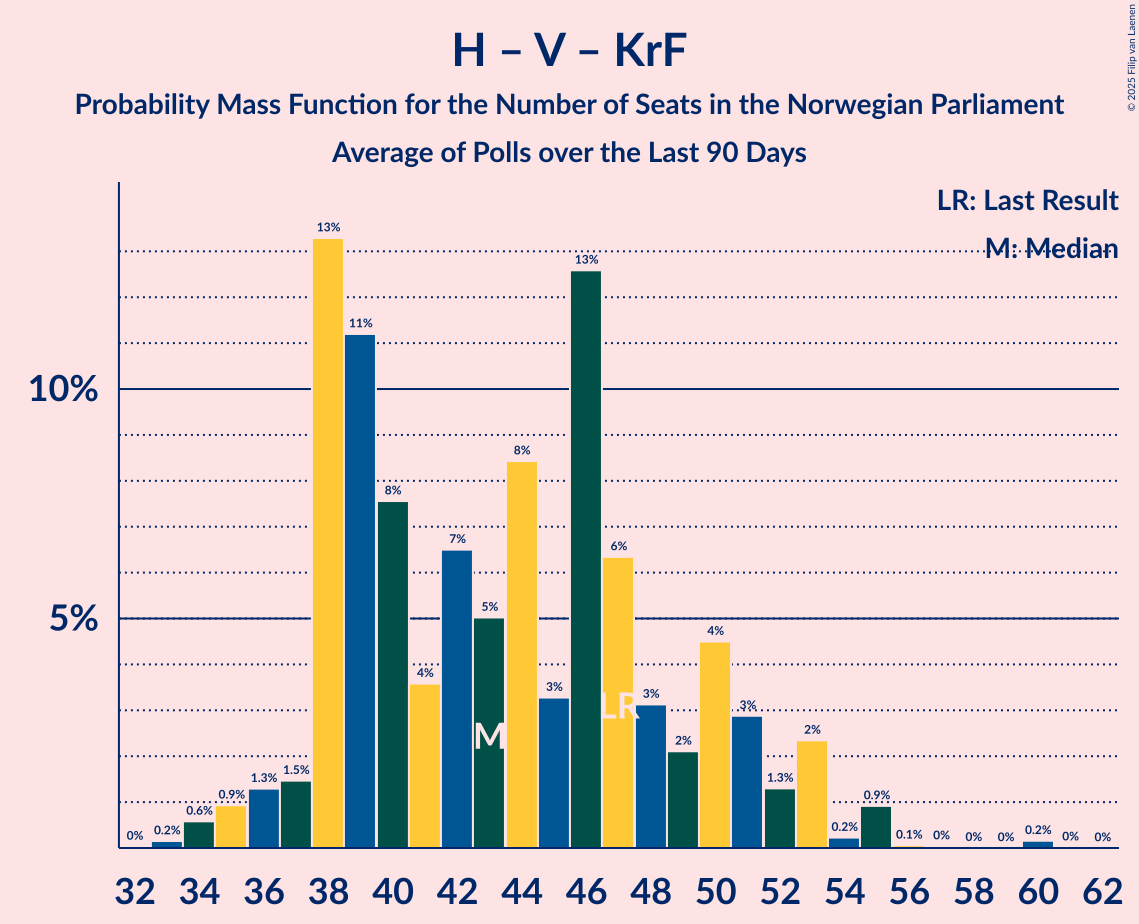 H – V – KrF
Probability Mass Function for the Number of Seats in the Norwegian Parliament
Average of Polls over the Last 90 Days
© 2025 Filip van Laenen
LR: Last Result
M: Median
10%
5%
0% 0.2% 0.6% 0.9% 1.3% 1.5% 13% 11% 8% 4% 7% 5% 8% 3% 13% 6% 3% 2% 4% 3% 1.3% 2% 0.2% 0.9% 0.1% 0% 0% 0% 0.2% 0% 0%
M
LR
32 34 36 38 40 42 44 46 48 50 52 54 56 58 60 62